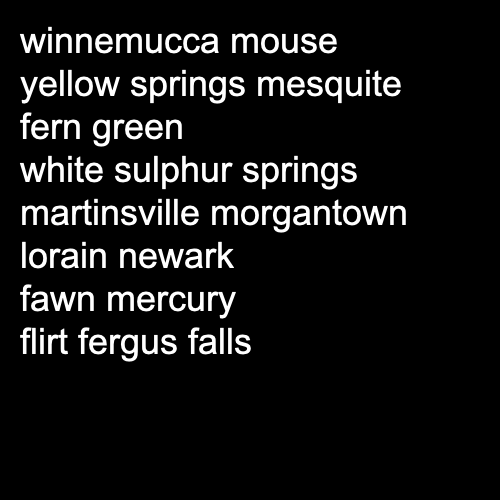 winnemucca mouse
yellow springs mesquite
fern green
white sulphur springs
martinsville morgantown
lorain newark
fawn mercury
flirt fergus falls